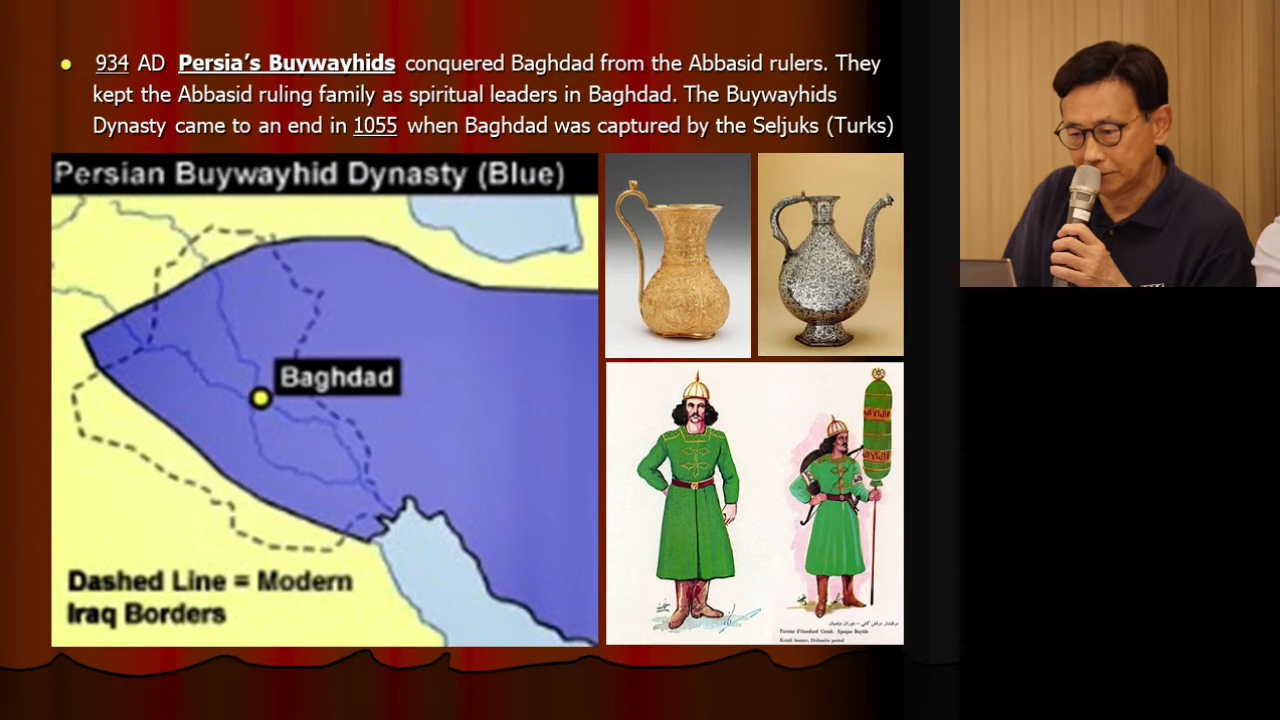 934 AD Persia's Buywayhids conquered Baghdad from the Abbasid rulers. They
kept the Abbasid ruling family as spiritual leaders in Baghdad. The Buywayhids
Dynasty came to an end in 1055 when Baghdad was captured by the Seljuks (Turks)
Persian Buywayhid Dynasty (Blue)
Baghdad
Dashed Line = Modern
Iraq Borders